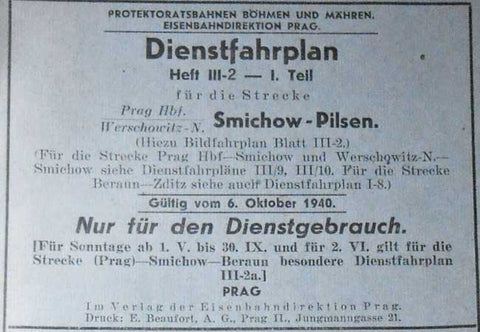 PROTEKTORATSBAHNEN BÖHMEN UND MÄHREN.
EISENBAHNDIREKTION PRAG.
Dienstfahrplan
Heft III-2 — I. Teil
für die Strecke
Prag Hbf.
Werschowitz-N. Smichow-Pilsen.
(Hiezu Bildfahrplan Blatt III-2.)
(Für die Strecke Prag Hbf—Smichow und Werschowitz-N.—
Smichow siehe Dienstfahrpläne III/9, III/10. Für die Strecke
Beraun—Zditz siehe auch Dienstfahrplan I-8.)
Gültig vom 6. Oktober 1940.
Nur für den Dienstgebrauch.
[Für Sonntage ab 1. V. bis 30. IX. und für 2. VI. gilt für die
Strecke (Prag)—Smichow—Beraun besondere Dienstfahrplan
III-2a.]
PRAG
Im Verlag der Eisenbahndirektion Prag.
Druck: E. Beaufort, A. G., Prag II., Jungmanngasse 21.